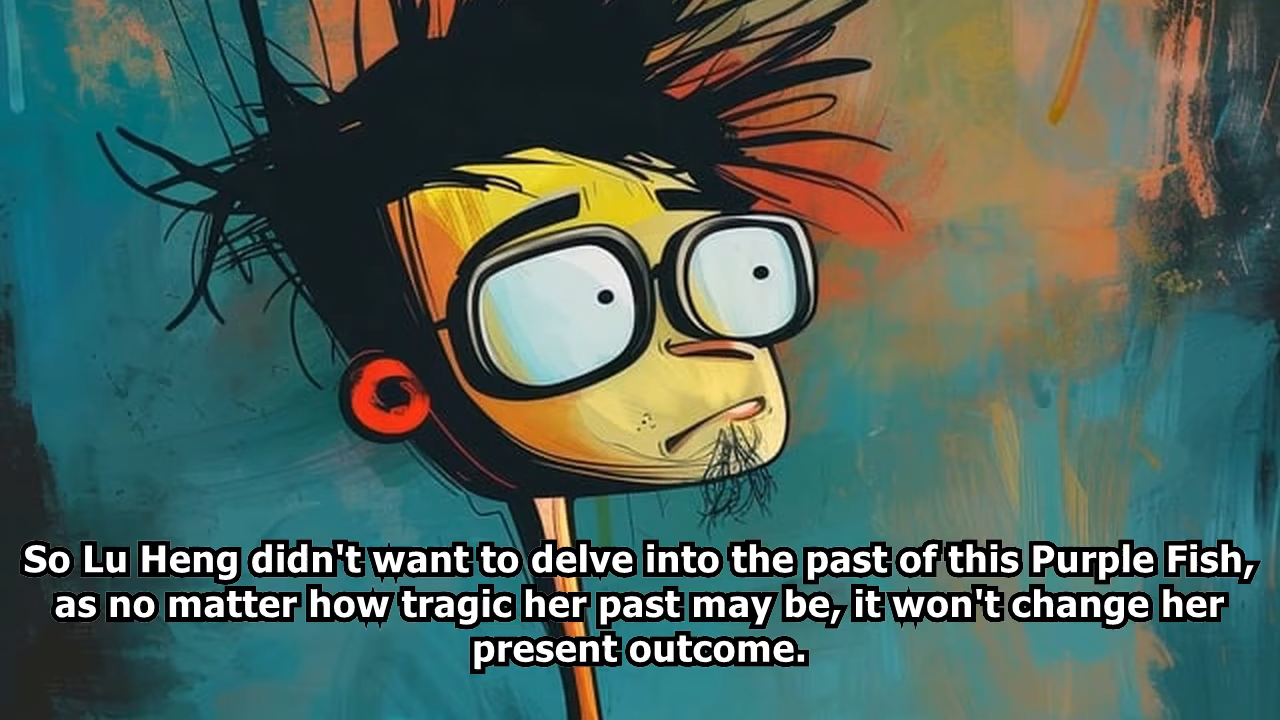 So Lu Heng didn't want to delve into the past of this Purple Fish,
as no matter how tragic her past may be, it won't change her
present outcome.